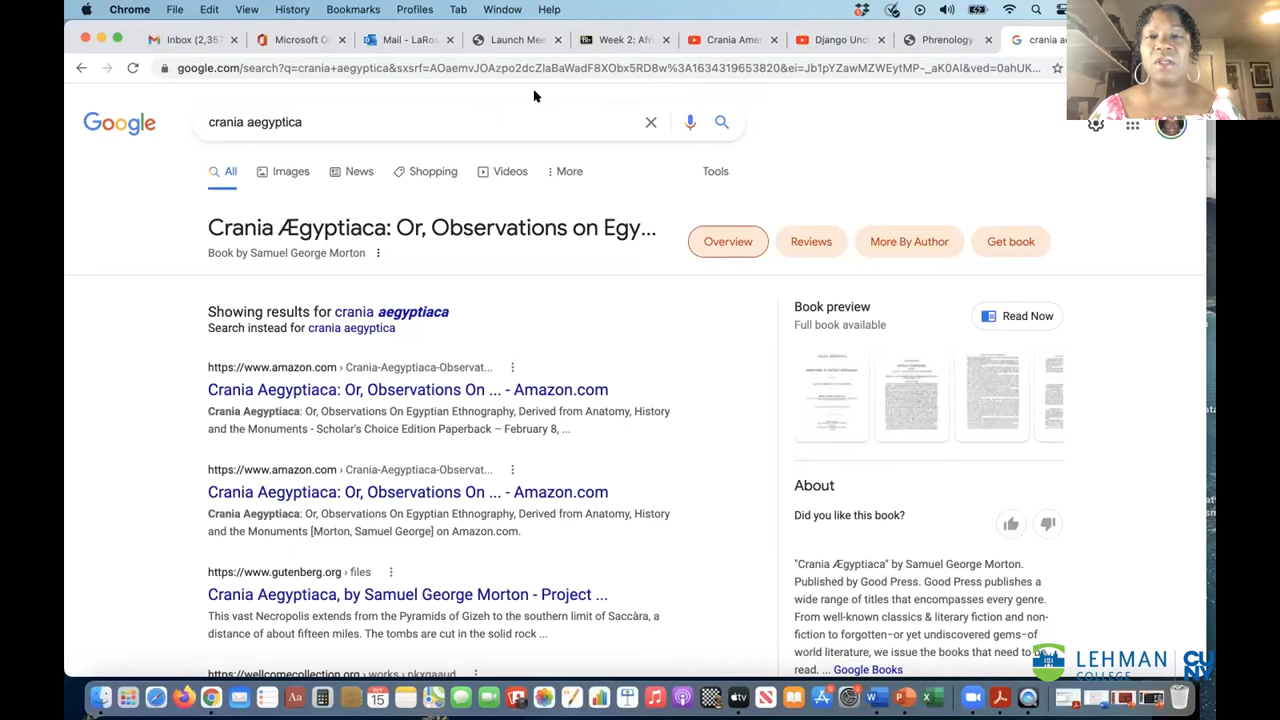 Chrome File Edit View History Bookmarks Profiles Tab Window Help
Inbox (2,357 Microsoft O Mail - LaRos Launch Mee Week 2: Afri Crania Amer Django Unc Phrenology crania ae
google.com/search?q=crania+aegyptica&sxsrf=
Google
crania aegyptica
All Images News Shopping Videos More Tools
Crania Ægyptiaca: Or, Observations on Egy...
Book by Samuel George Morton
Overview Reviews More By Author Get book
Showing results for crania aegyptiaca
Search instead for crania aegyptica
https://www.amazon.com › Crania-Aegyptiaca-Observat...
Crania Aegyptiaca: Or, Observations On ... - Amazon.com
Crania Aegyptiaca: Or, Observations On Egyptian Ethnography, Derived from Anatomy, History
and the Monuments - Scholar's Choice Edition Paperback – February 8, ...
https://www.amazon.com › Crania-Aegyptiaca-Observat...
Crania Aegyptiaca: Or, Observations On ... - Amazon.com
Crania Aegyptiaca: Or, Observations On Egyptian Ethnography, Derived from Anatomy, History
and the Monuments [Morton, Samuel George] on Amazon.com.
https://www.gutenberg.org › files
Crania Aegyptiaca, by Samuel George Morton - Project ...
This vast Necropolis extends from the Pyramids of Gizeh to the southern limit of Saccàra, a
distance of about fifteen miles. The tombs are cut in the solid rock ...
https://wellcomecollection.org › works
Book preview
Full book available
Read Now
About
Did you like this book?
"Crania Ægyptiaca" by Samuel George Morton.
Published by Good Press. Good Press publishes a
wide range of titles that encompasses every genre.
From well-known classics & literary fiction and non-
fiction to forgotten−or yet undiscovered gems−of
world literature, we issue the books that need to be
read. ... Google Books
LEHMAN
COLLEGE
CU
NY